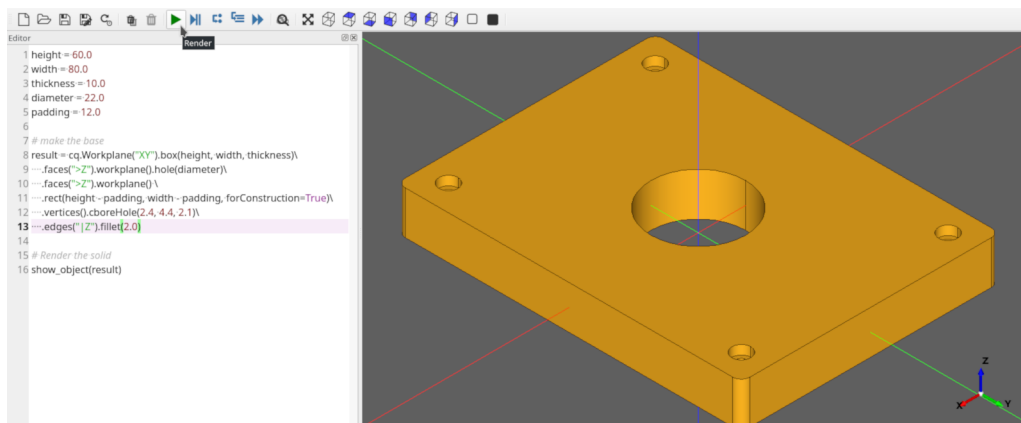 Editor
Render
1 height = 60.0
2 width = 80.0
3 thickness = 10.0
4 diameter = 22.0
5 padding = 12.0
6
7 # make the base
8 result = cq.Workplane("XY").box(height, width, thickness)\
9 ····.faces(">Z").workplane().hole(diameter)\
10 ····.faces(">Z").workplane() \
11 ····.rect(height - padding, width - padding, forConstruction=True)\
12 ····.vertices().cboreHole(2.4, 4.4, 2.1)\
13 ····.edges("|Z").fillet(2.0)
14
15 # Render the solid
16 show_object(result)
Z
X
Y